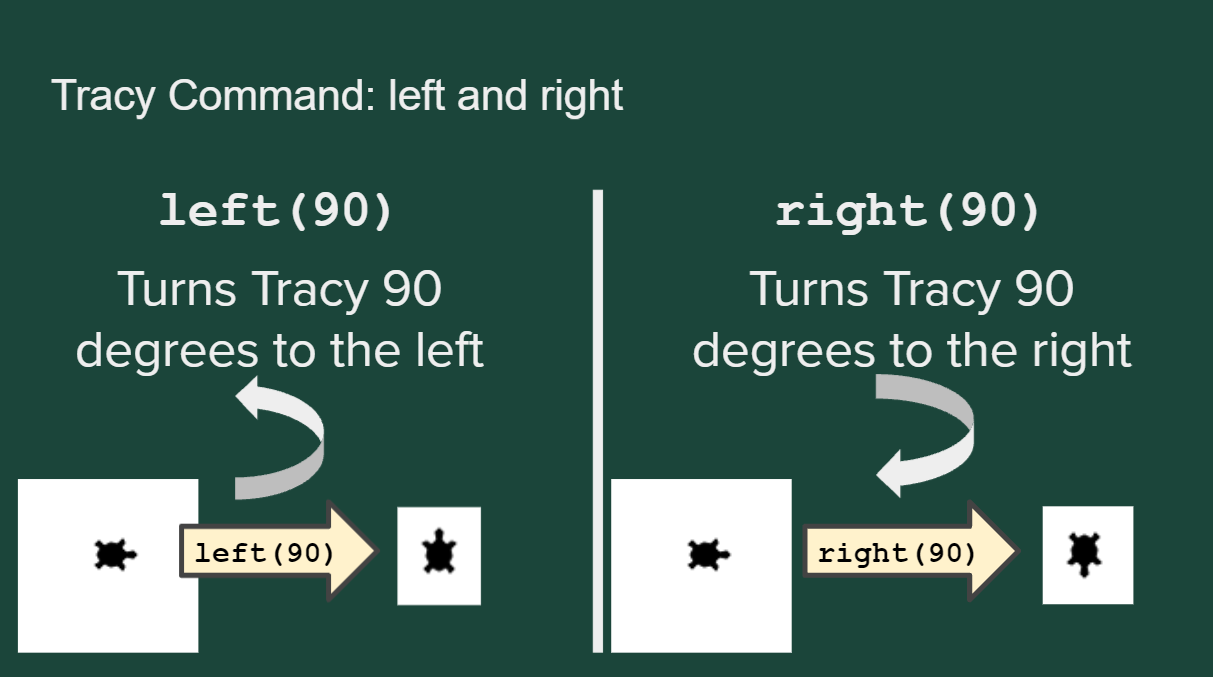 Tracy Command: left and right
left(90)
Turns Tracy 90
degrees to the left
left(90)
right(90)
Turns Tracy 90
degrees to the right
right(90)